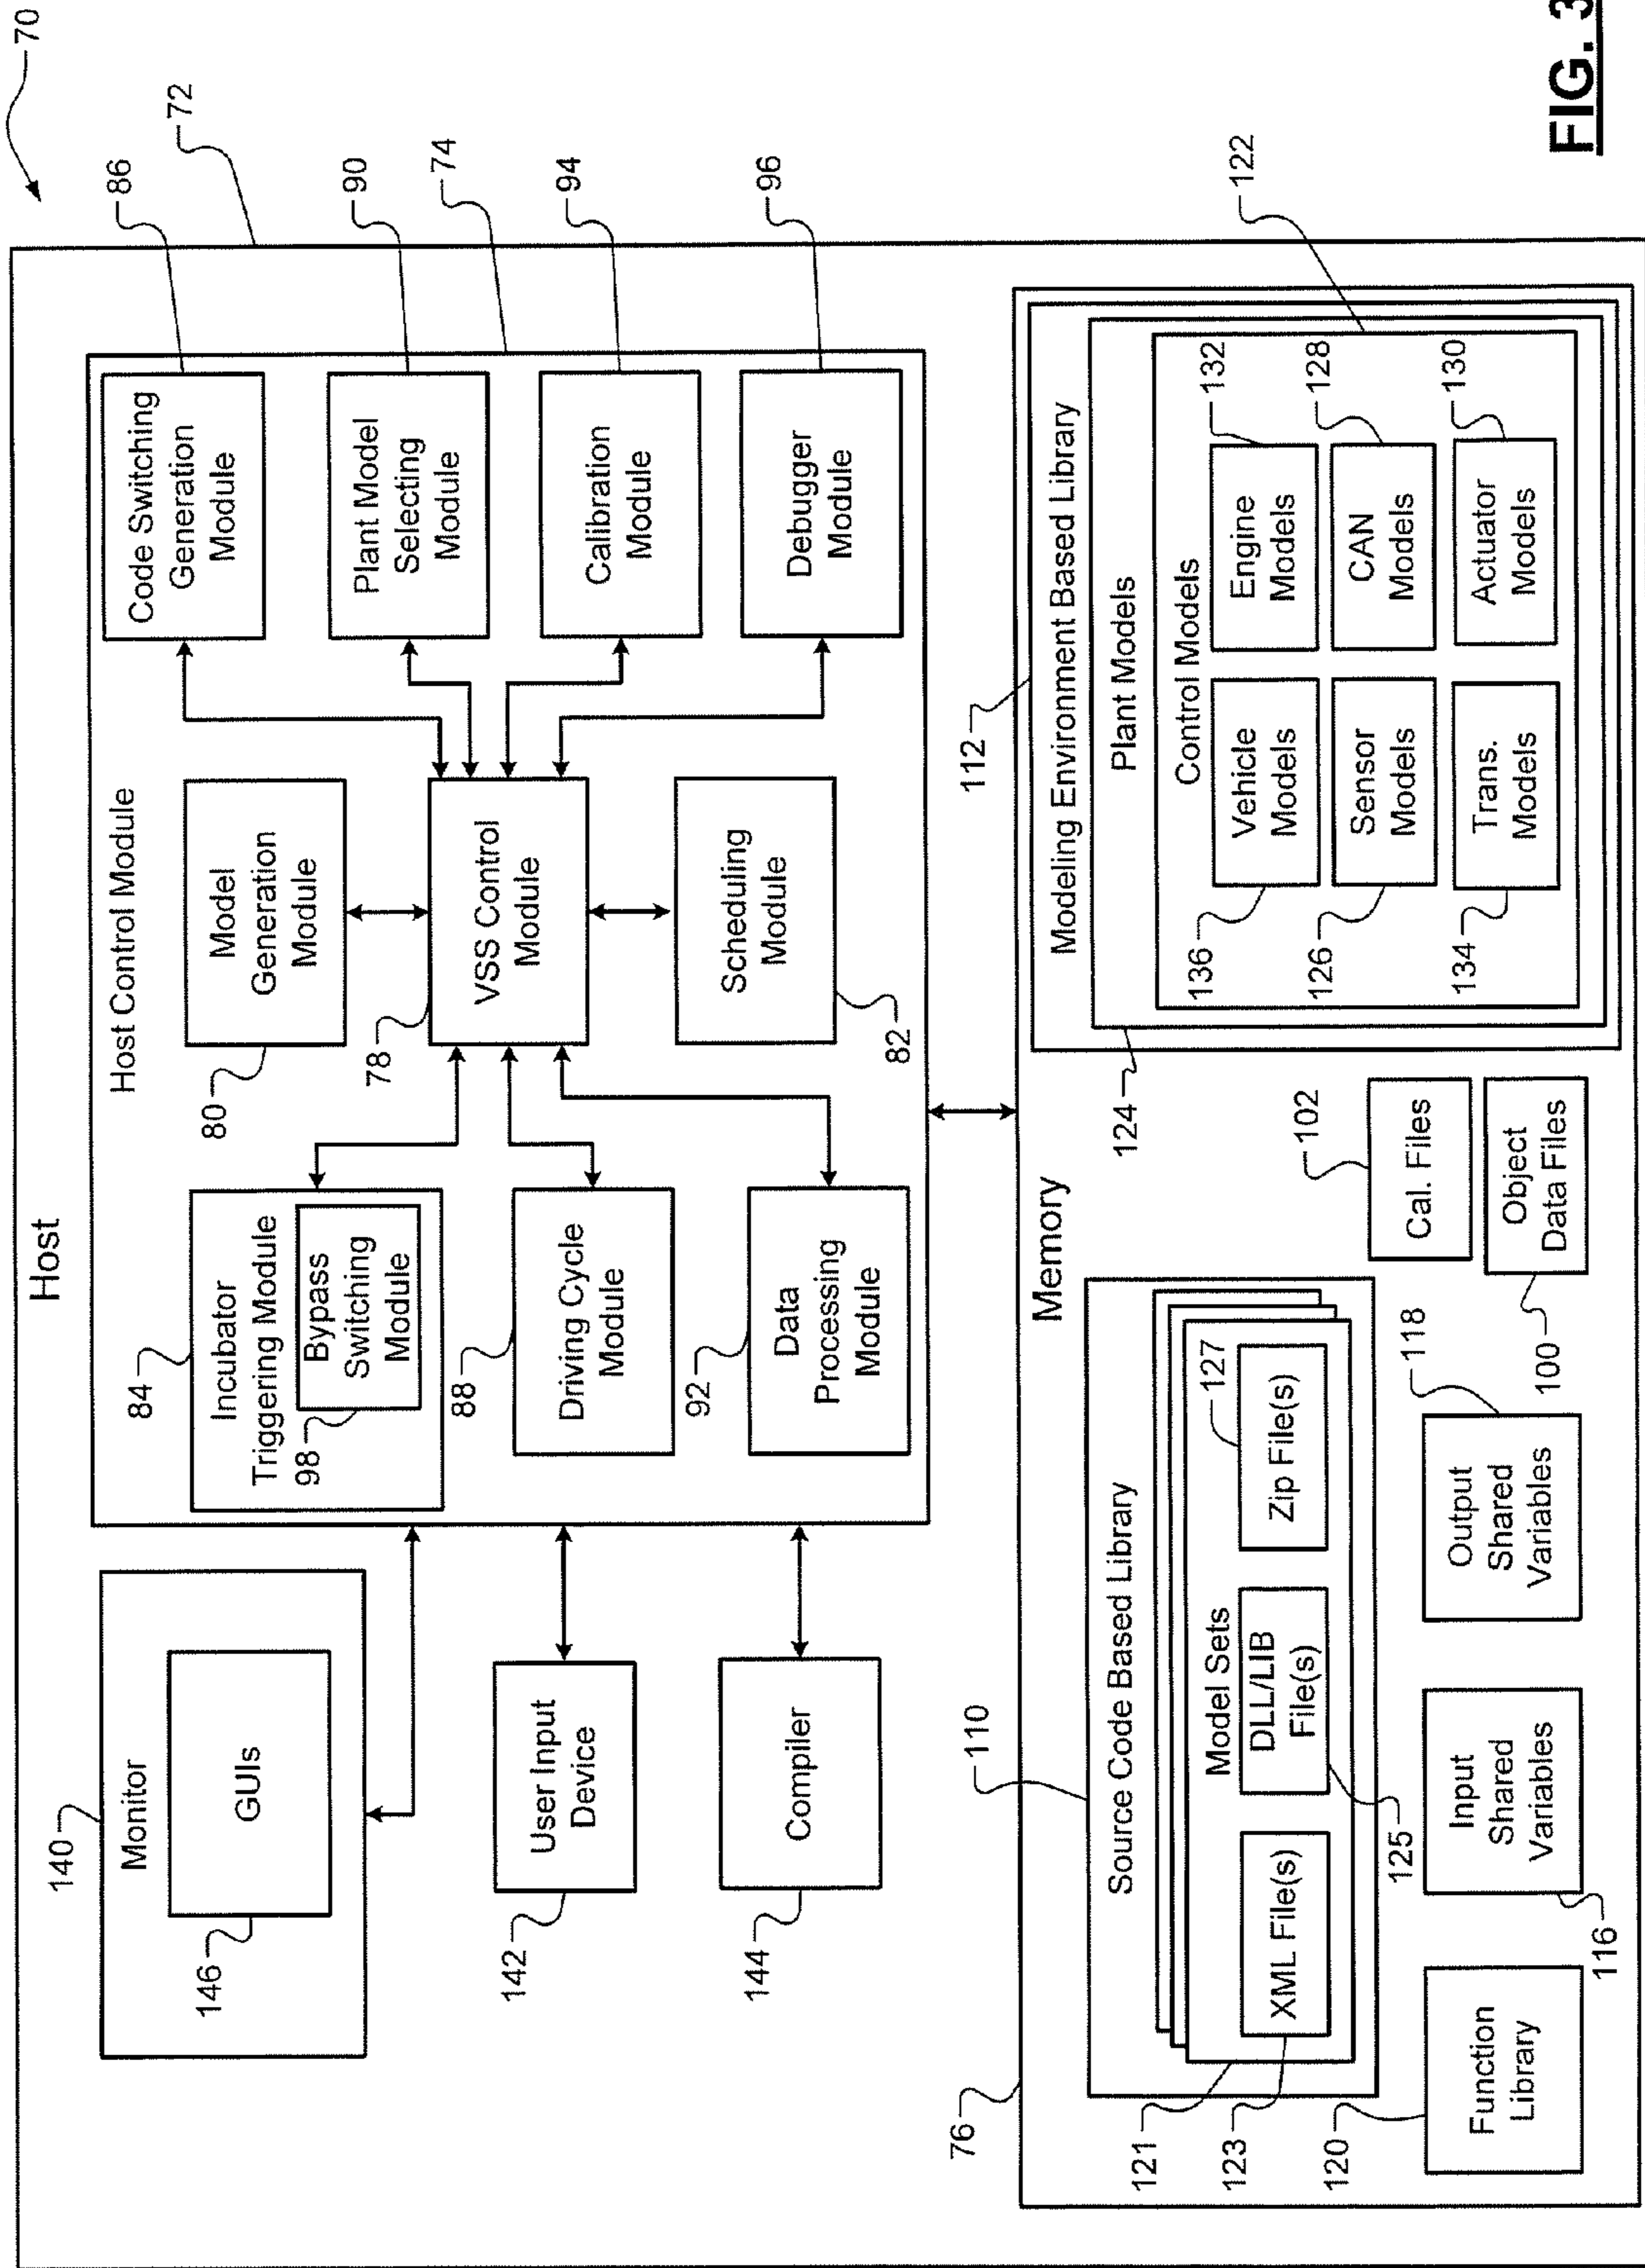 70
Host
72
140
Monitor
GUIs
146
User Input
Device
142
Compiler
144
Host Control Module
74
84
Incubator
Triggering Module
98
Bypass
Switching
Module
88
Driving Cycle
Module
92
Data
Processing
Module
Model
Generation
Module
80
78
VSS Control
Module
Scheduling
Module
82
Code Switching
Generation
Module
86
Plant Model
Selecting
Module
90
Calibration
Module
94
Debugger
Module
96
76
Memory
110
Source Code Based Library
121
Model Sets
123
XML File(s)
DLL/LIB
File(s)
125
127
Zip File(s)
120
Function
Library
Input
Shared
Variables
116
118
Output
Shared
Variables
102
Cal. Files
Object
Data Files
100
112
Modeling Environment Based Library
124
Plant Models
122
Control Models
136
Vehicle
Models
132
Engine
Models
126
Sensor
Models
128
CAN
Models
134
Trans.
Models
130
Actuator
Models
FIG. 3